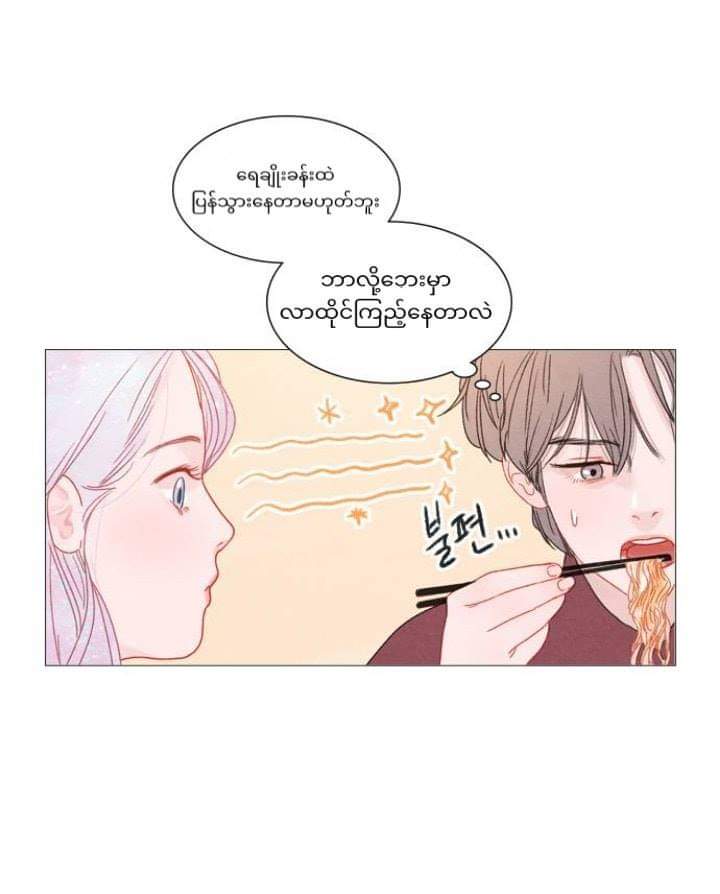 ရေချိုးခန်းထဲ
ပြန်သွားနေတာမဟုတ်ဘူး
ဘာလို့ဘေးမှာ
လာထိုင်ကြည့်နေတာလဲ
불편...